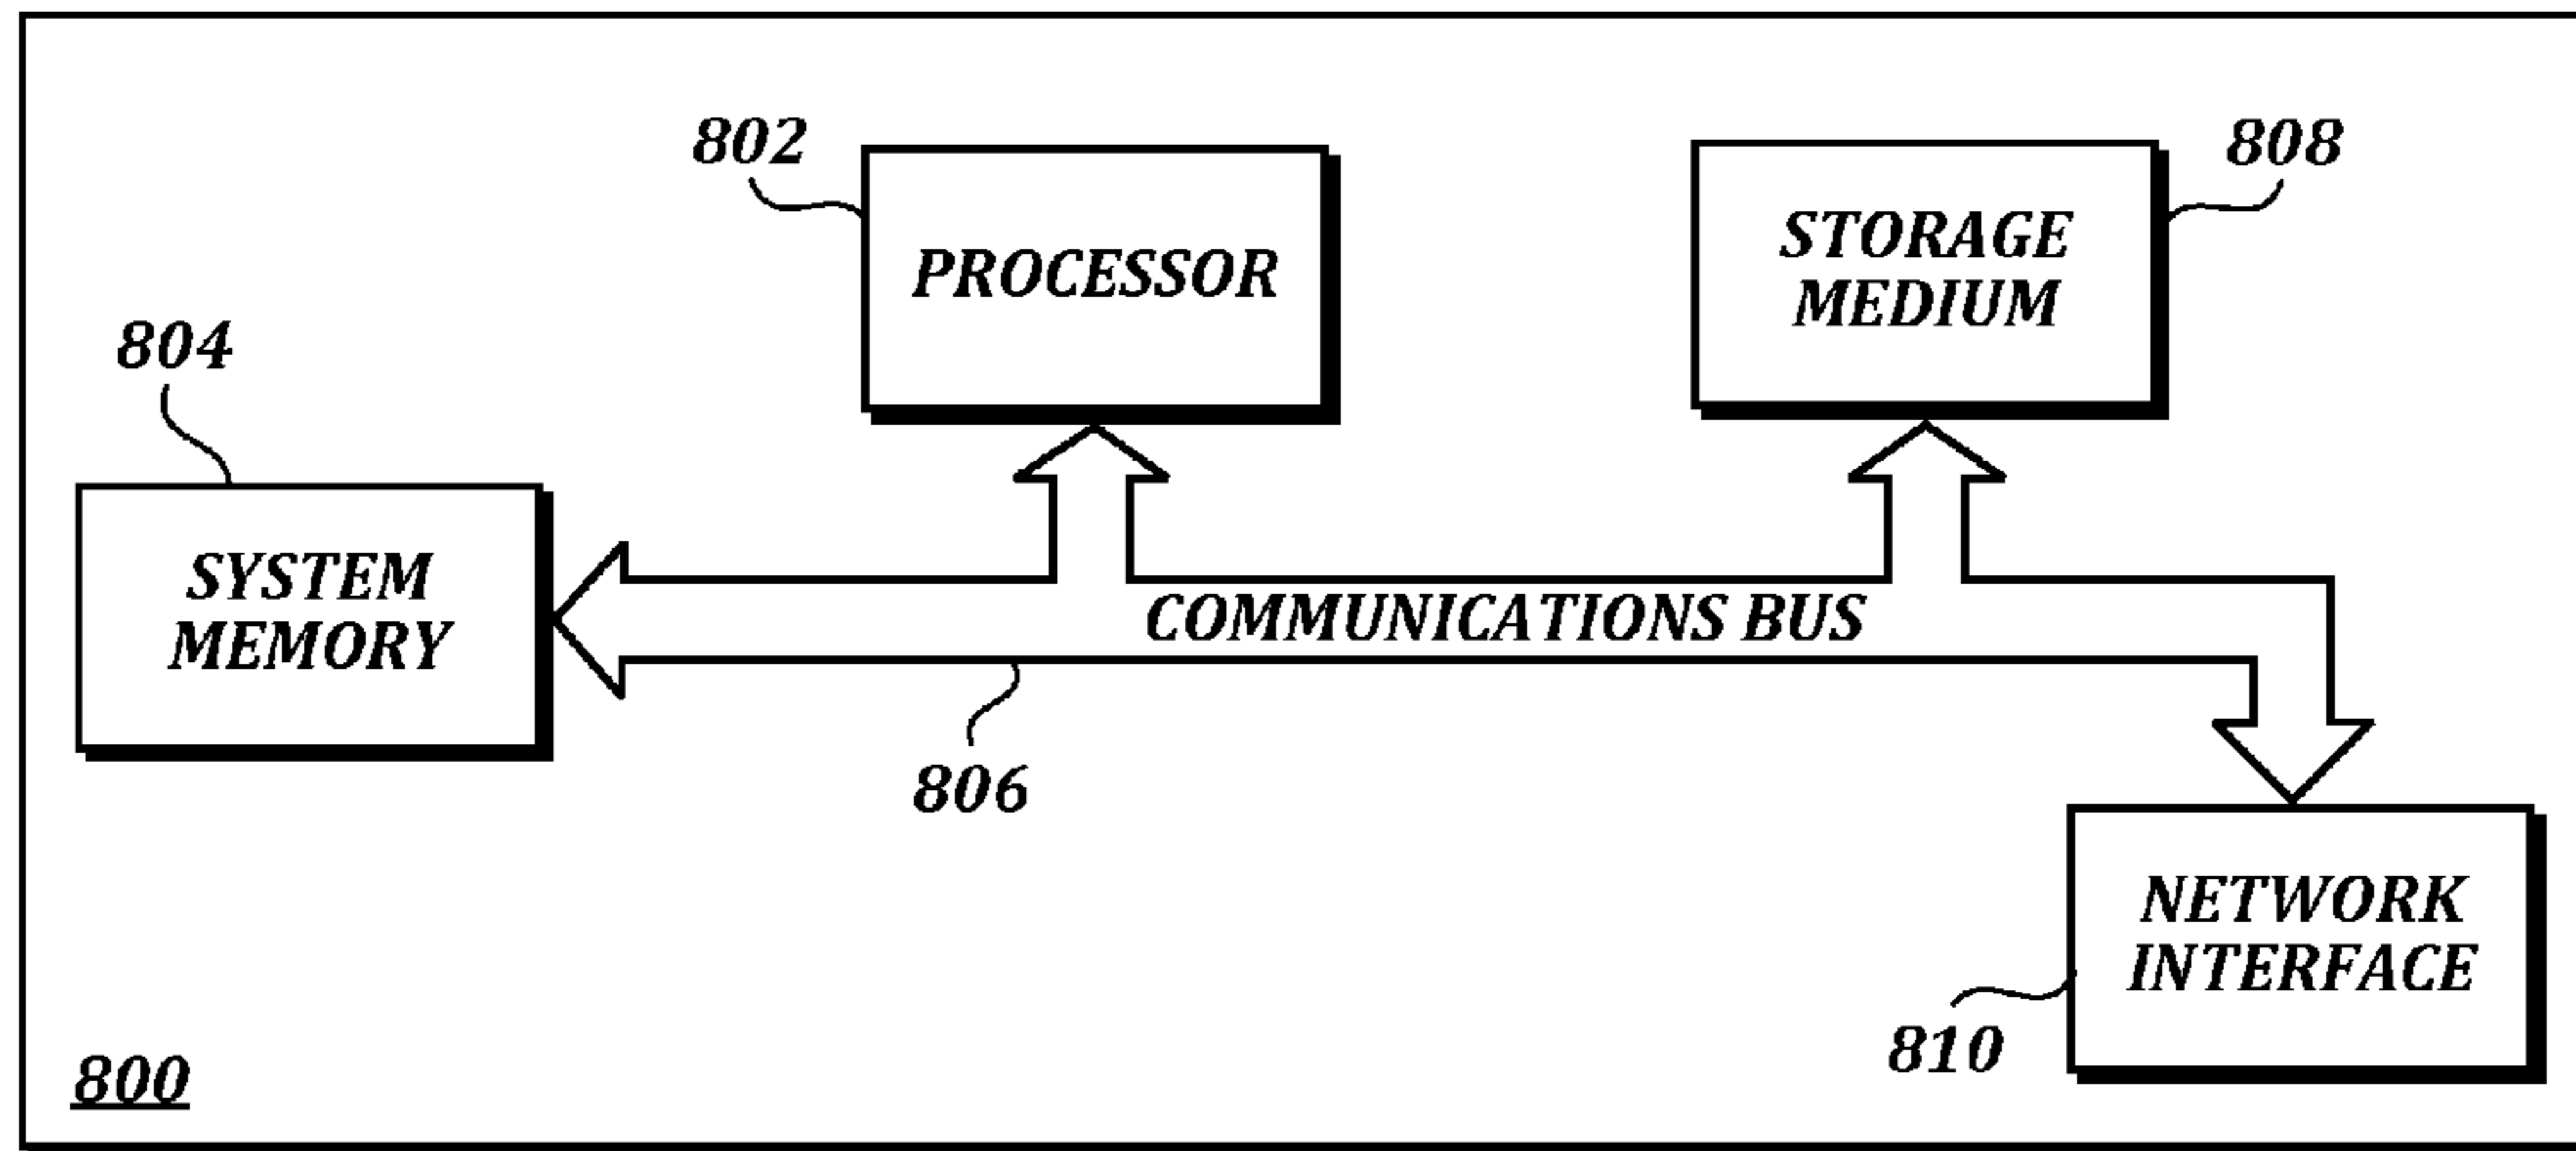 802
PROCESSOR
808
STORAGE
MEDIUM
804
SYSTEM
MEMORY
COMMUNICATIONS BUS
806
NETWORK
INTERFACE
810
800